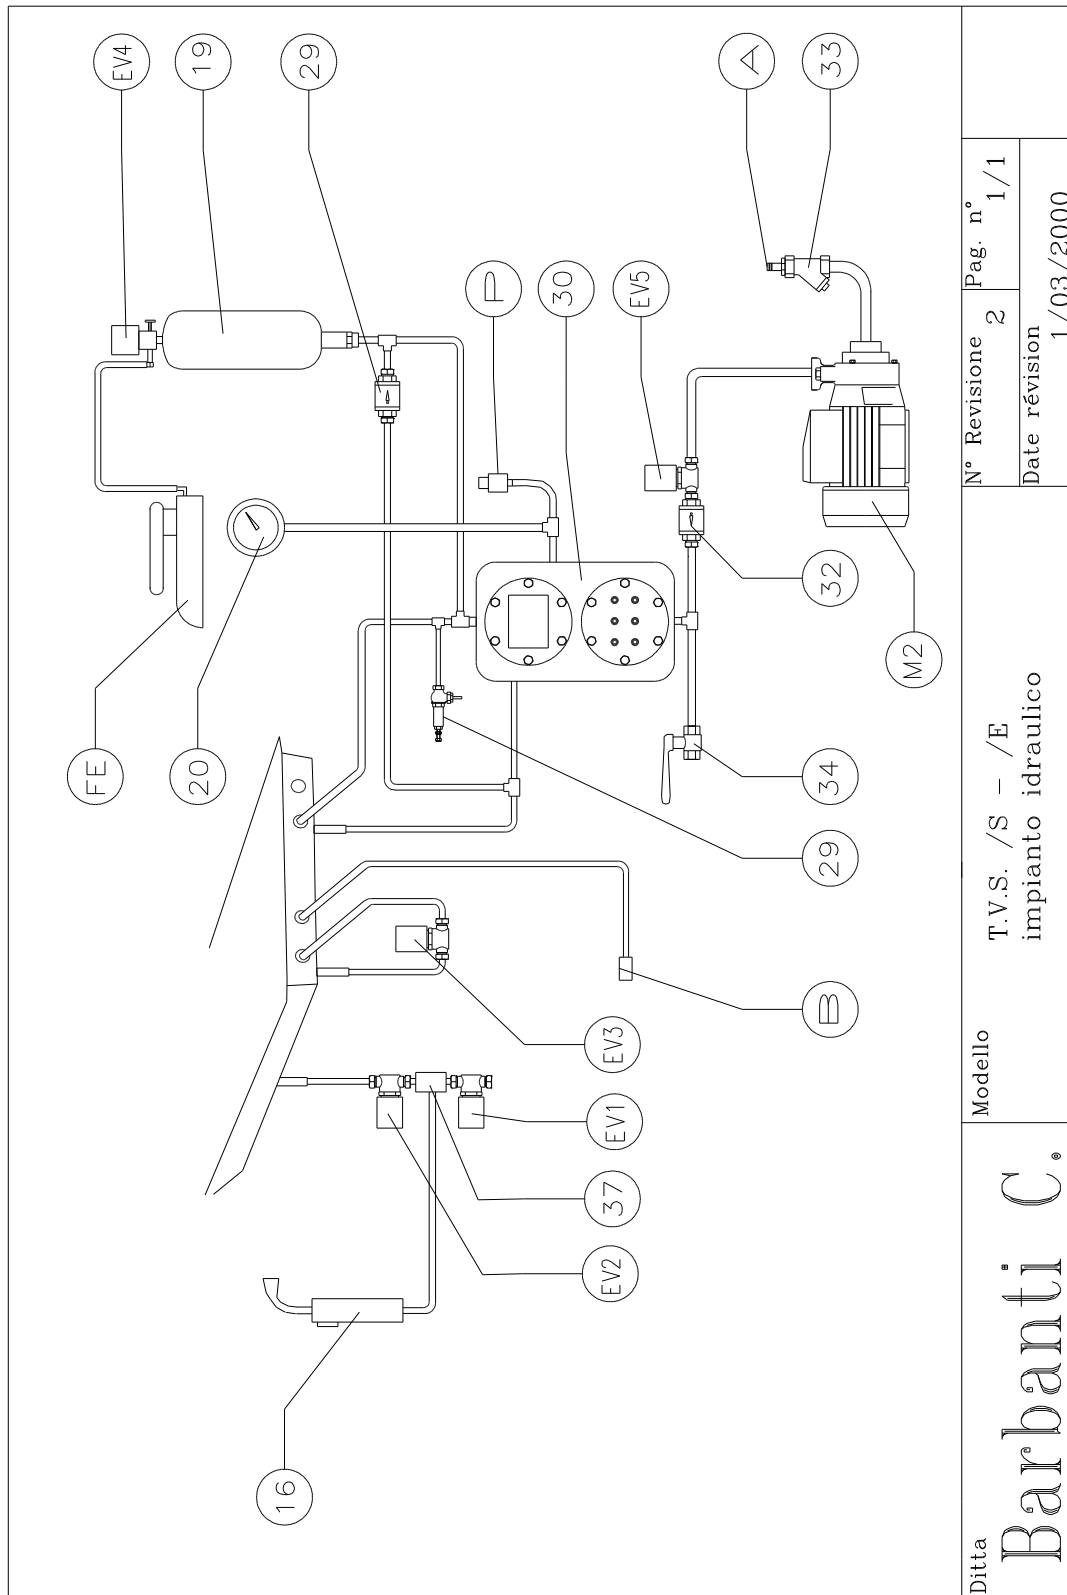 EV4
19
29
A
33
P
30
EV5
32
M2
FE
20
34
29
B
EV3
EV1
37
EV2
16
Ditta
Barbanti C.
Modello
T.V.S. /S - /E
impianto idraulico
N° Revisione 2
Pag. n° 1/1
Date révision
1/03/2000